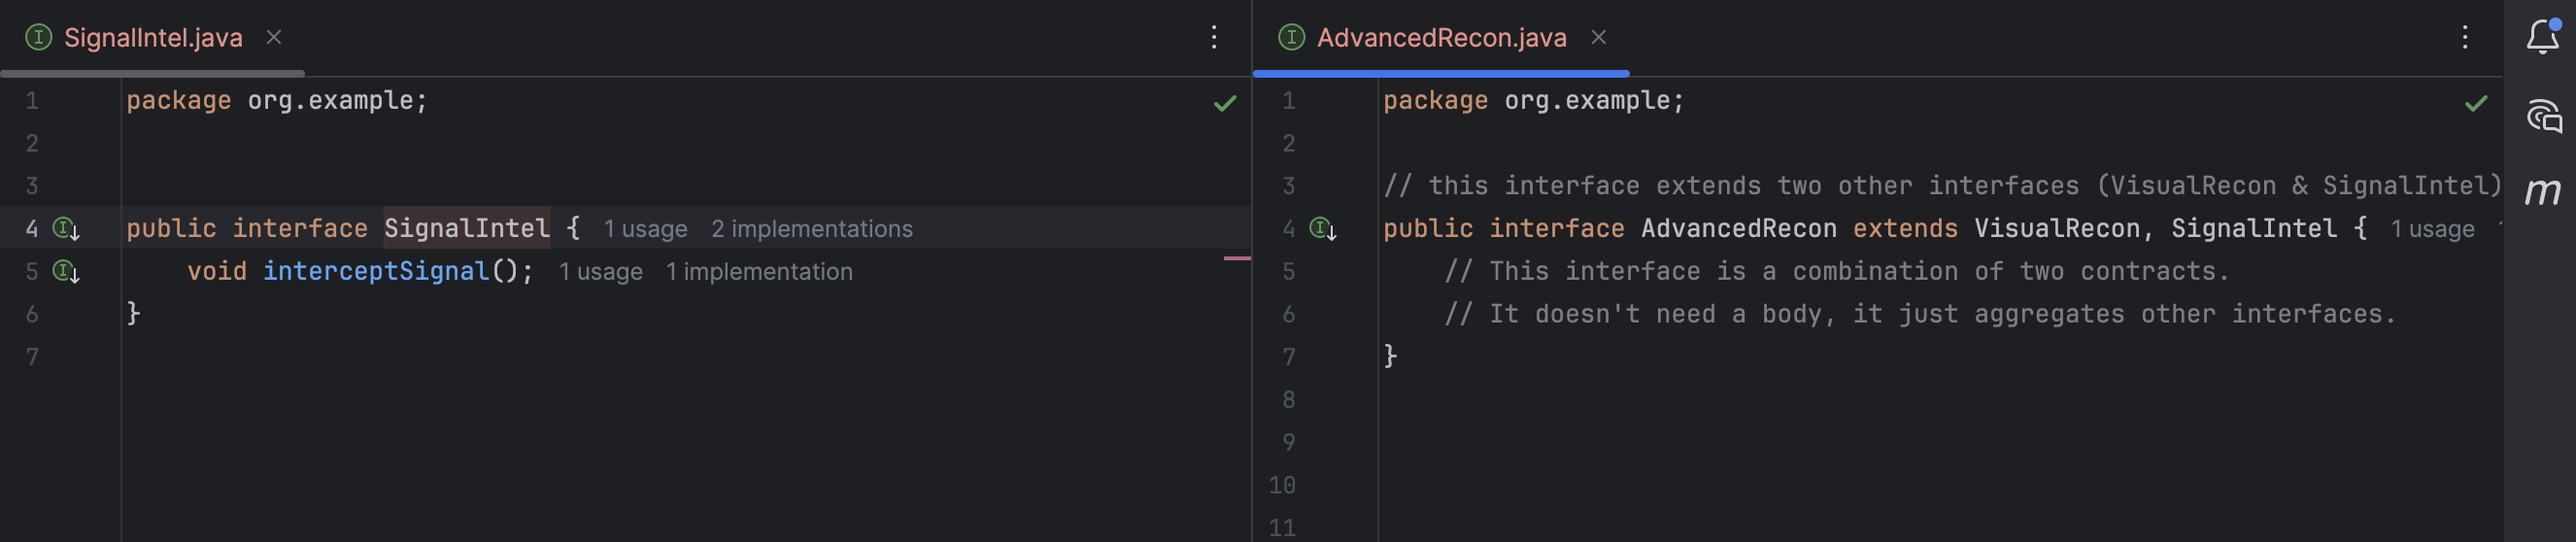 SignalIntel.java
1 package org.example;
2
3
4 public interface SignalIntel { 1 usage 2 implementations
5 void interceptSignal(); 1 usage 1 implementation
6 }
7
AdvancedRecon.java
1 package org.example;
2
3 // this interface extends two other interfaces (VisualRecon & SignalIntel)
4 public interface AdvancedRecon extends VisualRecon, SignalIntel { 1 usage
5 // This interface is a combination of two contracts.
6 // It doesn't need a body, it just aggregates other interfaces.
7 }
8
9
10
11
m